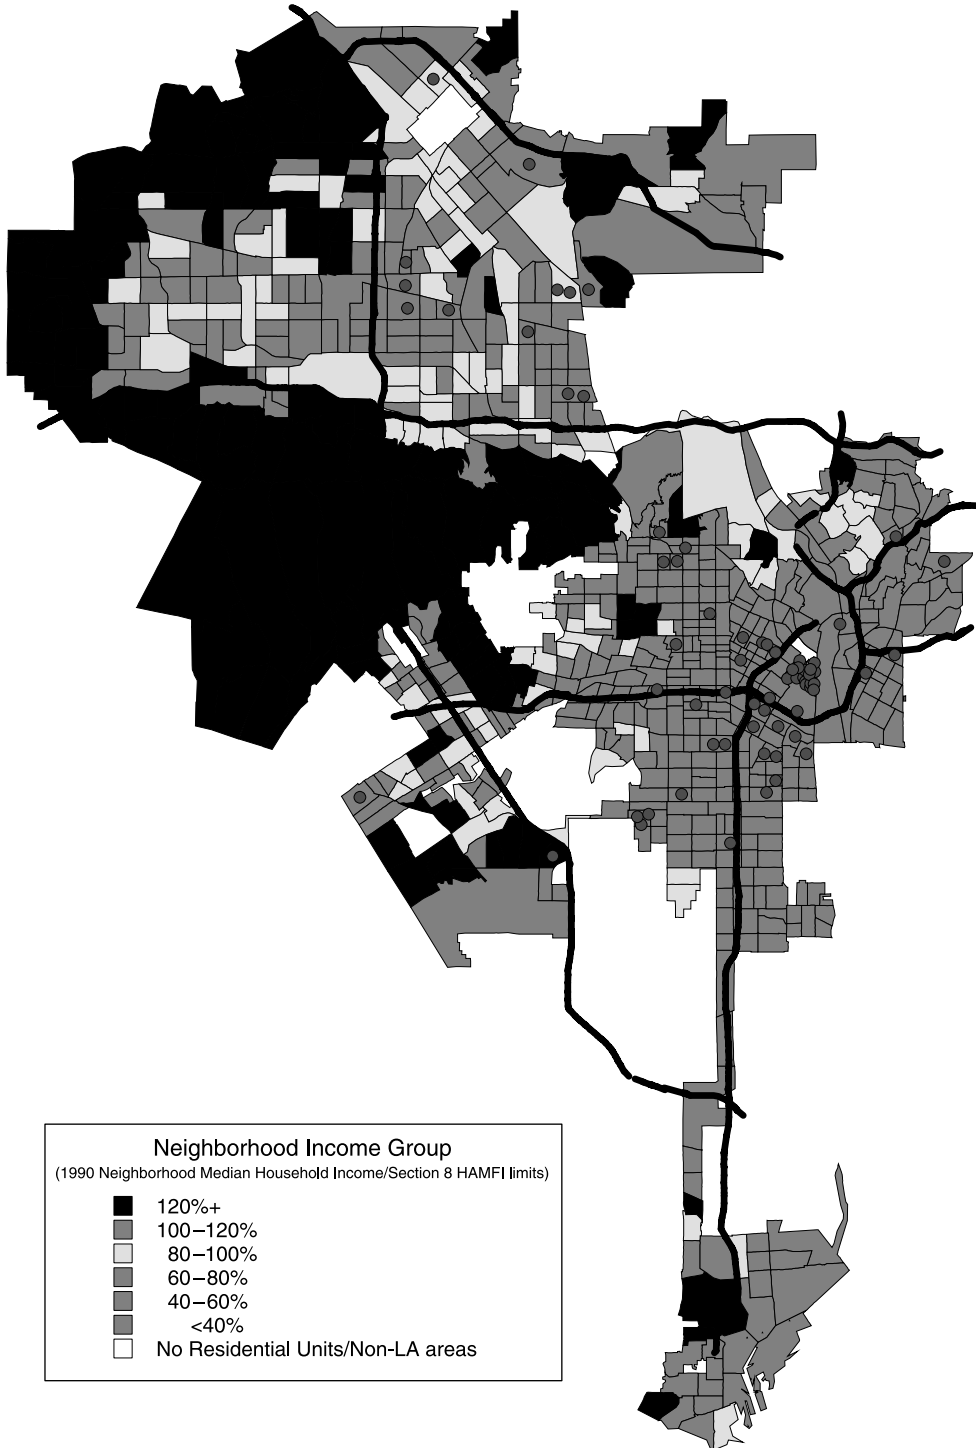 Neighborhood Income Group
(1990 Neighborhood Median Household Income/Section 8 HAMFI limits)
120%+
100–120%
80–100%
60–80%
40–60%
<40%
No Residential Units/Non-LA areas